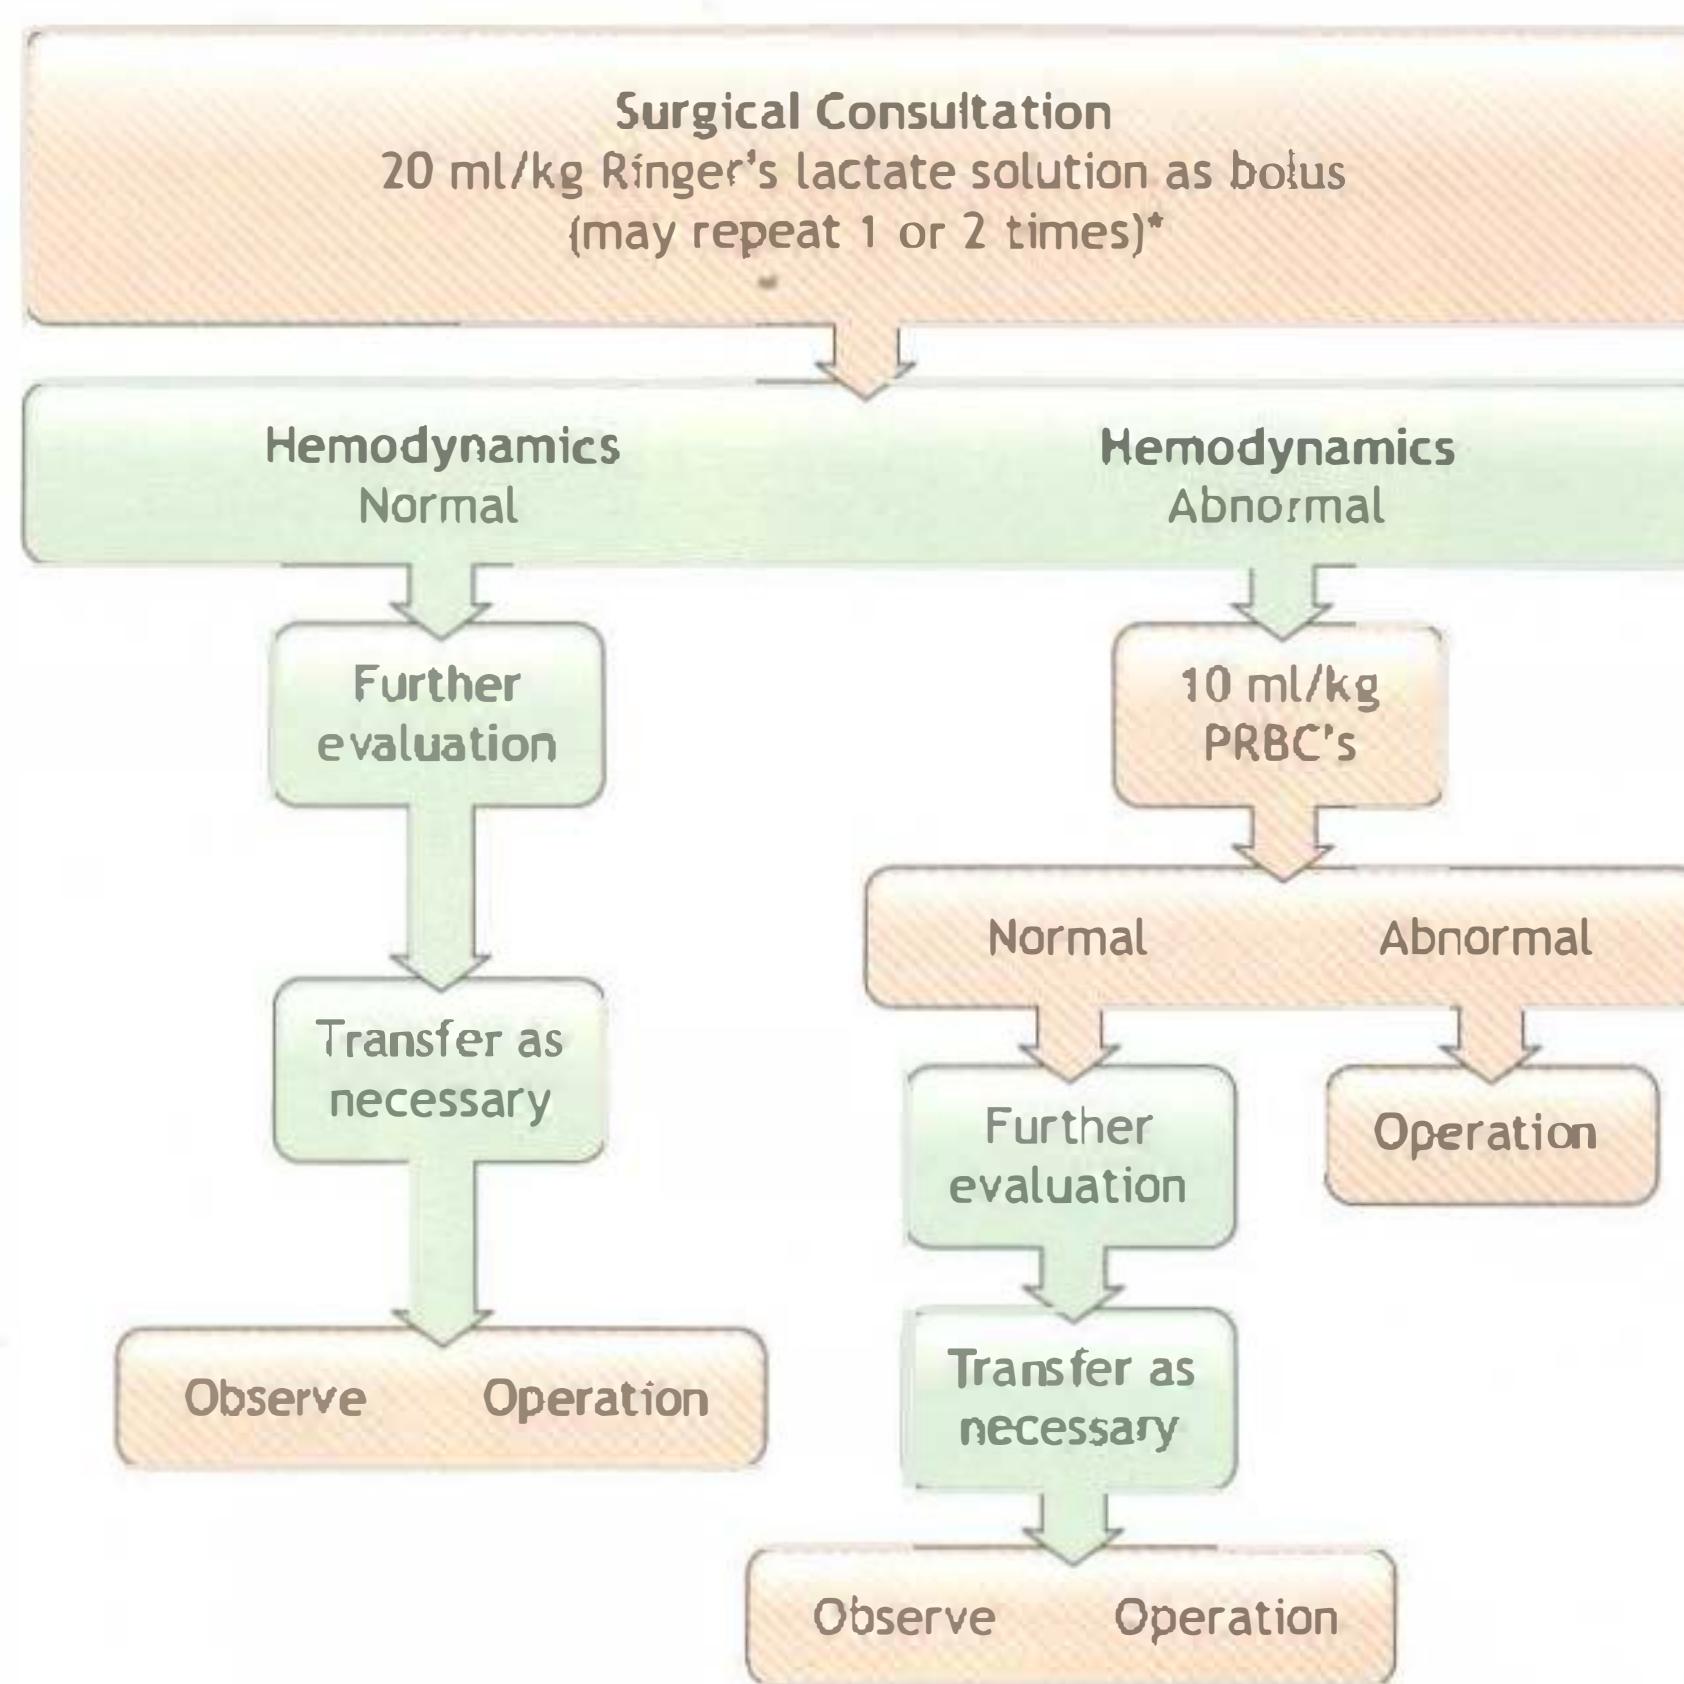 Surgical Consultation
20 ml/kg Ringer's lactate solution as bolus
(may repeat 1 or 2 times)*
Hemodynamics
Normal
Hemodynamics
Abnormal
Further
evaluation
10 ml/kg
PRBC's
Normal
Abnormal
Transfer as
necessary
Further
evaluation
Operation
Transfer as
necessary
Observe
Operation
Observe
Operation